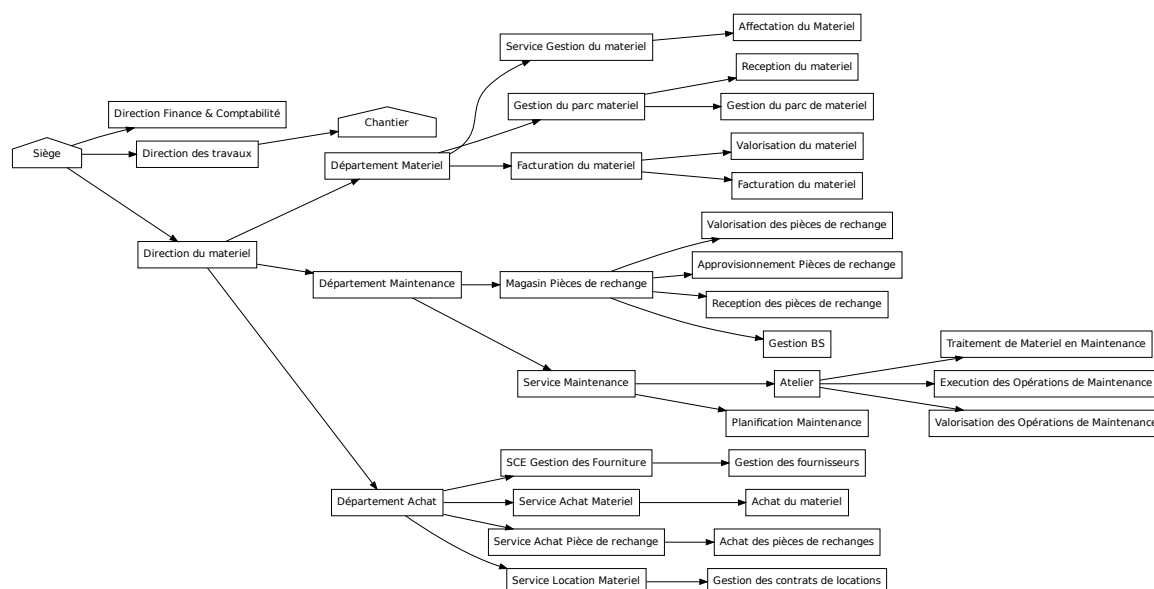 Affectation du Materiel
Service Gestion du materiel
Reception du materiel
Direction Finance & Comptabilité
Gestion du parc materiel
Gestion du parc de materiel
Chantier
Siège
Direction des travaux
Valorisation du materiel
Département Materiel
Facturation du materiel
Facturation du materiel
Valorisation des pièces de rechange
Direction du materiel
Approvisionnement Pièces de rechange
Département Maintenance
Magasin Pièces de rechange
Reception des pièces de rechange
Gestion BS
Traitement de Materiel en Maintenance
Service Maintenance
Atelier
Execution des Opérations de Maintenance
Planification Maintenance
Valorisation des Opérations de Maintenance
SCE Gestion des Fourniture
Gestion des fournisseurs
Département Achat
Service Achat Materiel
Achat du materiel
Service Achat Pièce de rechange
Achat des pièces de rechanges
Service Location Materiel
Gestion des contrats de locations